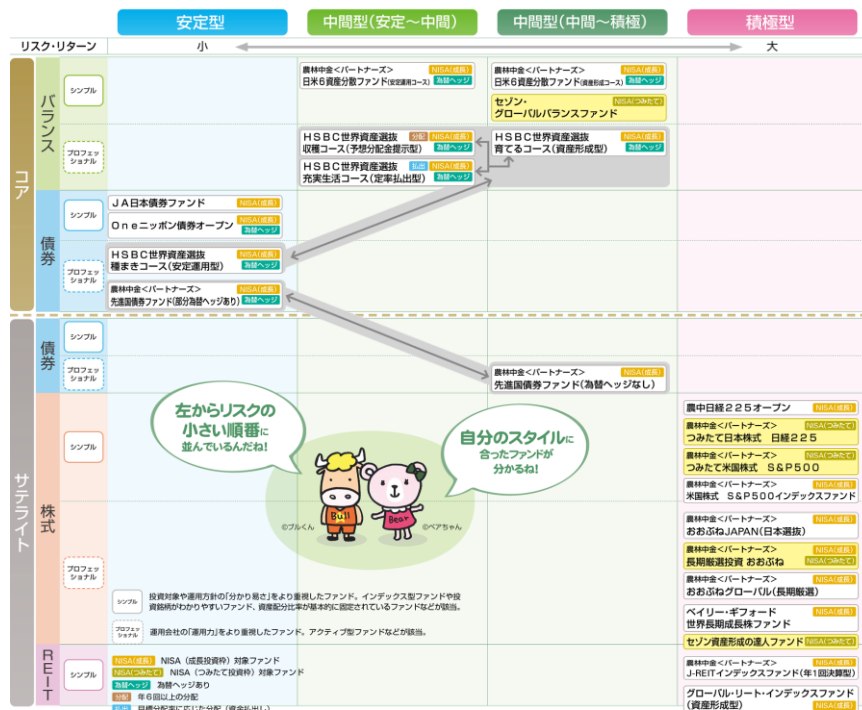 安定型
中間型(安定～中間)
中間型(中間～積極)
積極型
リスク・リターン
小
大
コア
バランス
シンプル
農林中金<パートナーズ>
NISA(成長)
日米6資産分散ファンド(安定運用コース)
為替ヘッジ
農林中金<パートナーズ>
NISA(成長)
日米6資産分散ファンド(資産形成コース)
為替ヘッジ
セゾン・
NISA(つみたて)
グローバルバランスファンド
プロフェッ
ショナル
HSBC世界資産選抜
分配
NISA(成長)
収穫コース(予想分配金提示型)
為替ヘッジ
HSBC世界資産選抜
払出
NISA(成長)
充実生活コース(定率払出型)
為替ヘッジ
HSBC世界資産選抜
NISA(成長)
育てるコース(資産形成型)
為替ヘッジ
債券
シンプル
JA日本債券ファンド
NISA(成長)
Oneニッポン債券オープン
NISA(成長)
為替ヘッジ
プロフェッ
ショナル
HSBC世界資産選抜
NISA(成長)
種まきコース(安定運用型)
為替ヘッジ
農林中金<パートナーズ>
NISA(成長)
先進国債券ファンド(部分為替ヘッジあり)
為替ヘッジ
サテライト
債券
シンプル
プロフェッ
ショナル
農林中金<パートナーズ>
NISA(成長)
先進国債券ファンド(為替ヘッジなし)
株式
シンプル
農中日経225オープン
NISA(成長)
農林中金<パートナーズ>
NISA(つみたて)
つみたて日本株式 日経225
農林中金<パートナーズ>
NISA(つみたて)
つみたて米国株式 S&P500
農林中金<パートナーズ>
NISA(成長)
米国株式 S&P500インデックスファンド
プロフェッ
ショナル
農林中金<パートナーズ>
NISA(成長)
おおぶねJAPAN(日本選抜)
農林中金<パートナーズ>
NISA(成長)
長期厳選投資 おおぶね
NISA(つみたて)
農林中金<パートナーズ>
NISA(成長)
おおぶねグローバル(長期厳選)
ベイリー・ギフォード
NISA(成長)
世界長期成長株ファンド
セゾン資産形成の達人ファンド
NISA(つみたて)
左からリスクの
小さい順番に
並んでいるんだね!
自分のスタイルに
合ったファンドが
分かるね!
Bull
Bear
©ブルくん
©ベアちゃん
シンプル
投資対象や運用方針の「分かり易さ」をより重視したファンド。インデックス型ファンドや投
資銘柄がわかりやすいファンド、資産配分比率が基本的に固定されているファンドなどが該当。
プロフェッ
ショナル
運用会社の「運用力」をより重視したファンド。アクティブ型ファンドなどが該当。
REIT
シンプル
農林中金<パートナーズ>
NISA(成長)
J-REITインデックスファンド(年1回決算型)
グローバル・リート・インデックスファンド
(資産形成型)
NISA(成長)
NISA(成長)
NISA(成長投資枠)対象ファンド
NISA(つみたて)
NISA(つみたて投資枠)対象ファンド
為替ヘッジ
為替ヘッジあり
分配
年6回以上の分配
払出
目標分配率に応じた分配(資金払出し)